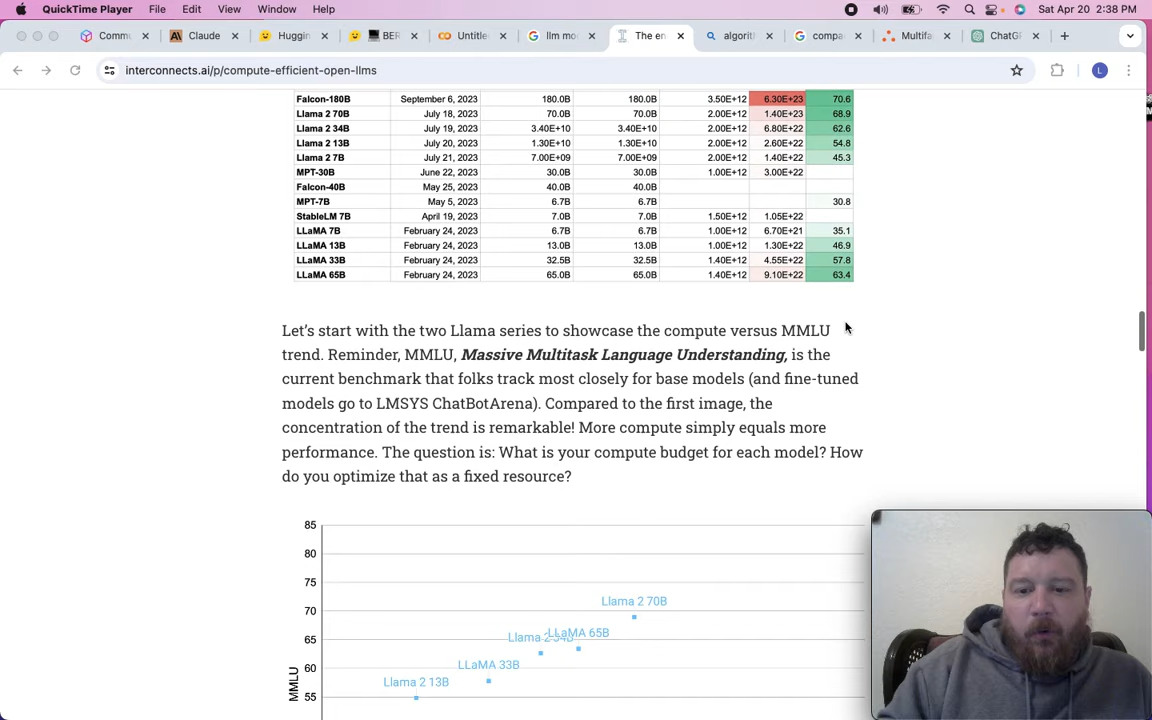 QuickTime Player File Edit View Window Help Sat Apr 20 2:38 PM
Commu Claude Huggin BER Untitle llm mo The en algorit compa Multifa ChatGP
interconnects.ai/p/compute-efficient-open-llms L
Falcon-180B September 6, 2023 180.0B 180.0B 3.50E+12 6.30E+23 70.6
Llama 2 70B July 18, 2023 70.0B 70.0B 2.00E+12 1.40E+23 68.9
Llama 2 34B July 19, 2023 3.40E+10 3.40E+10 2.00E+12 6.80E+22 62.6
Llama 2 13B July 20, 2023 1.30E+10 1.30E+10 2.00E+12 2.60E+22 54.8
Llama 2 7B July 21, 2023 7.00E+09 7.00E+09 2.00E+12 1.40E+22 45.3
MPT-30B June 22, 2023 30.0B 30.0B 1.00E+12 3.00E+22
Falcon-40B May 25, 2023 40.0B 40.0B
MPT-7B May 5, 2023 6.7B 6.7B 30.8
StableLM 7B April 19, 2023 7.0B 7.0B 1.50E+12 1.05E+22
LLaMA 7B February 24, 2023 6.7B 6.7B 1.00E+12 6.70E+21 35.1
LLaMA 13B February 24, 2023 13.0B 13.0B 1.00E+12 1.30E+22 46.9
LLaMA 33B February 24, 2023 32.5B 32.5B 1.40E+12 4.55E+22 57.8
LLaMA 65B February 24, 2023 65.0B 65.0B 1.40E+12 9.10E+22 63.4
Let's start with the two Llama series to showcase the compute versus MMLU
trend. Reminder, MMLU, Massive Multitask Language Understanding, is the
current benchmark that folks track most closely for base models (and fine-tuned
models go to LMSYS ChatBotArena). Compared to the first image, the
concentration of the trend is remarkable! More compute simply equals more
performance. The question is: What is your compute budget for each model? How
do you optimize that as a fixed resource?
85
80
75
70
65
60
55
MMLU
Llama 2 70B
LLaMA 65B
Llama 2 34B
LLaMA 33B
Llama 2 13B